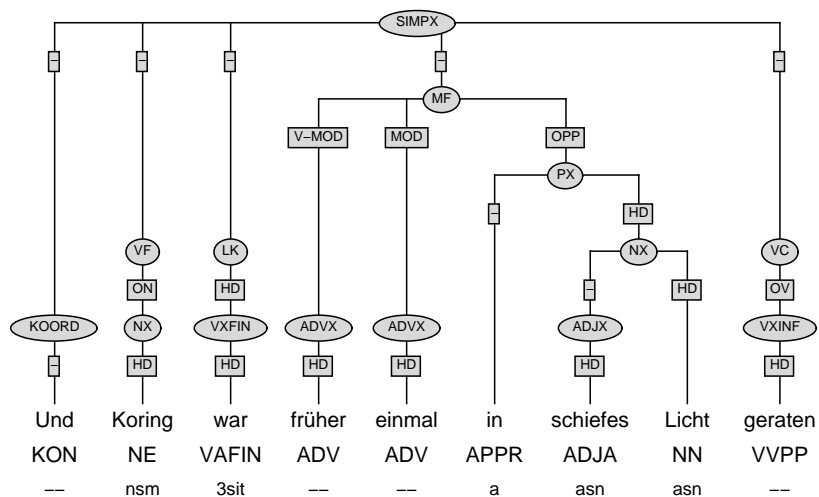 SIMPX
– – – – –
MF
V–MOD MOD OPP
PX
– HD
VF LK NX VC
ON HD – HD OV
KOORD NX VXFIN ADVX ADVX ADJX VXINF
– HD HD HD HD HD HD
Und Koring war früher einmal in schiefes Licht geraten
KON NE VAFIN ADV ADV APPR ADJA NN VVPP
–– nsm 3sit –– –– a asn asn ––